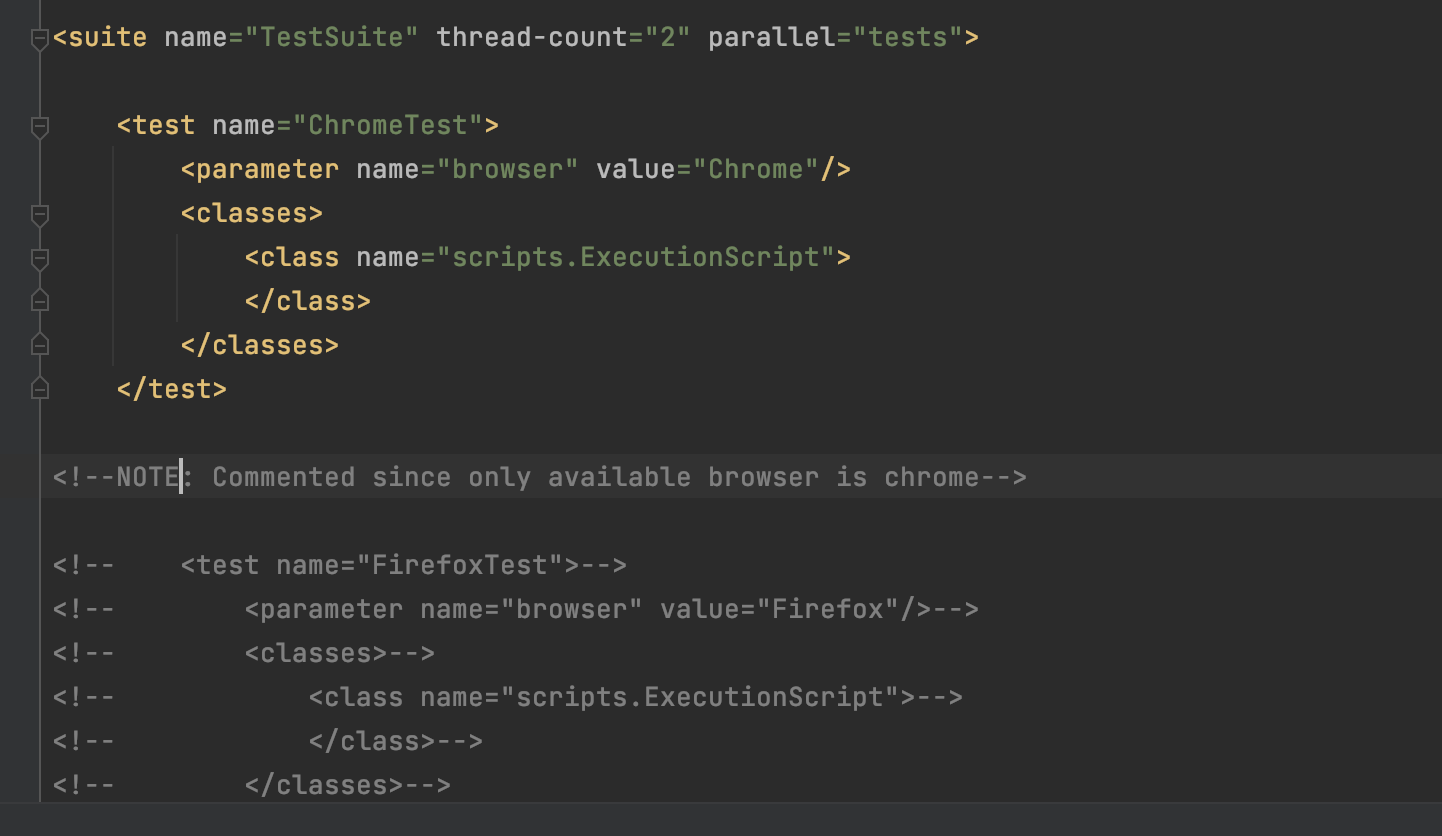 <suite name="TestSuite" thread-count="2" parallel="tests">
    <test name="ChromeTest">
        <parameter name="browser" value="Chrome"/>
        <classes>
            <class name="scripts.ExecutionScript">
            </class>
        </classes>
    </test>
<!--NOTE: Commented since only available browser is chrome-->
<!--    <test name="FirefoxTest">-->
<!--        <parameter name="browser" value="Firefox"/>-->
<!--        <classes>-->
<!--            <class name="scripts.ExecutionScript">-->
<!--            </class>-->
<!--        </classes>-->